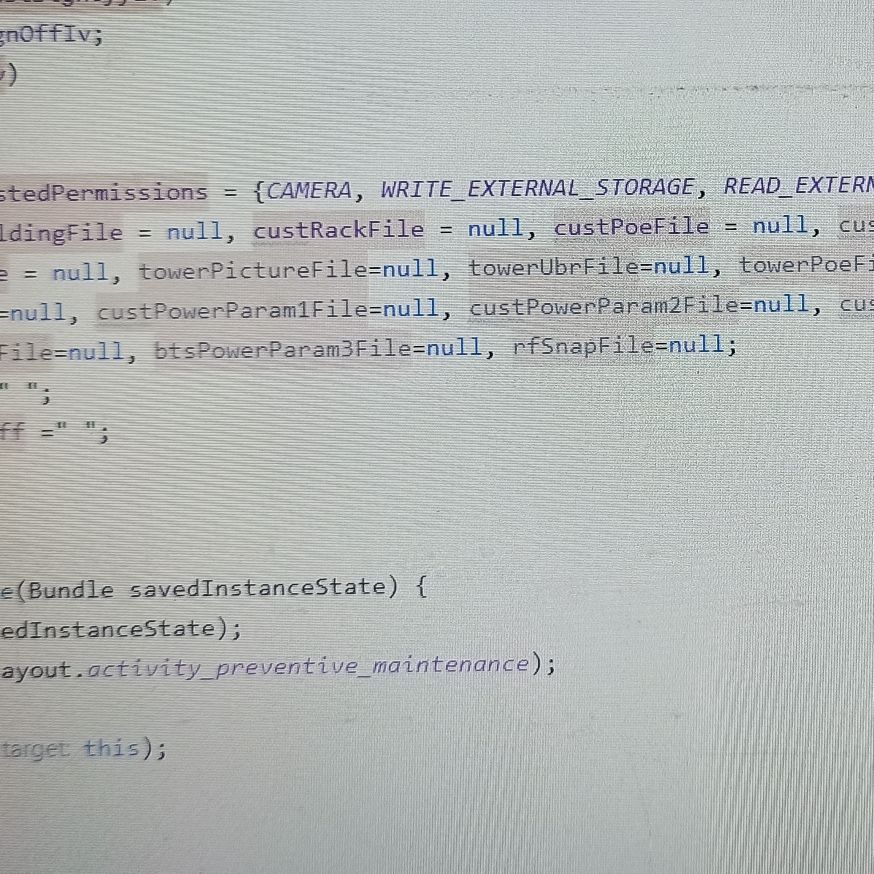 gnOffIv;
)
stedPermissions = {CAMERA, WRITE_EXTERNAL_STORAGE, READ_EXTERN
ldingFile = null, custRackFile = null, custPoeFile = null, cus
e = null, towerPictureFile=null, towerUbrFile=null, towerPoeFi
=null, custPowerParam1File=null, custPowerParam2File=null, cus
File=null, btsPowerParam3File=null, rfSnapFile=null;
" ";
ff =" ";
e(Bundle savedInstanceState) {
edInstanceState);
ayout.activity_preventive_maintenance);
target: this);